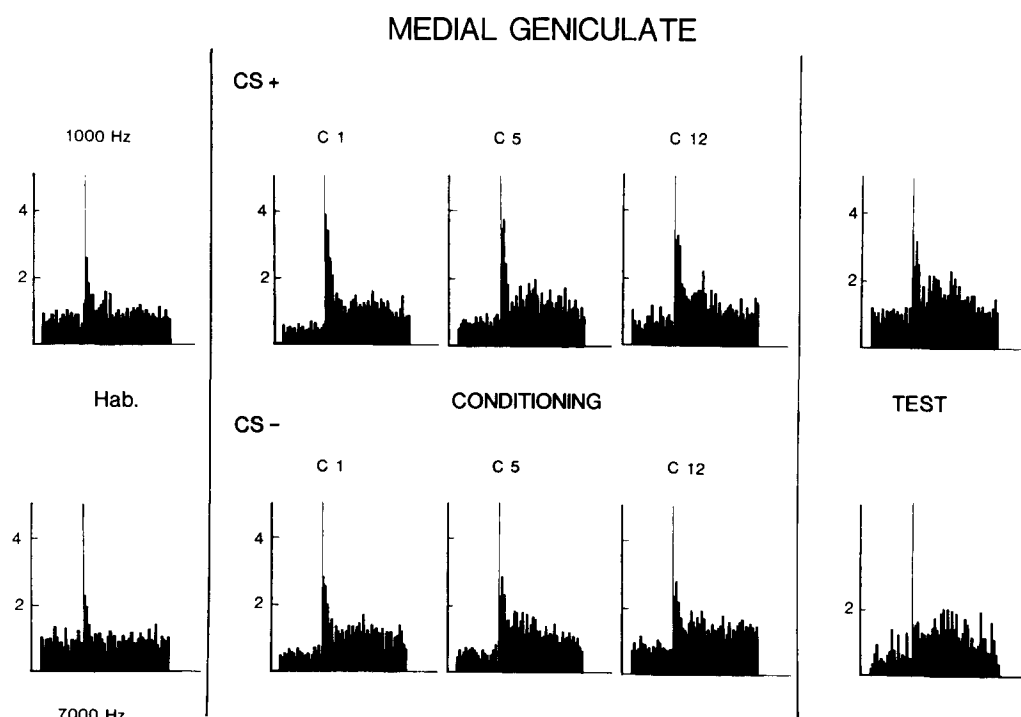 MEDIAL GENICULATE
CS +
1000 Hz
C 1
C 5
C 12
4
2
4
2
4
2
Hab.
CONDITIONING
TEST
CS –
C 1
C 5
C 12
4
2
4
2
2
7000 Hz